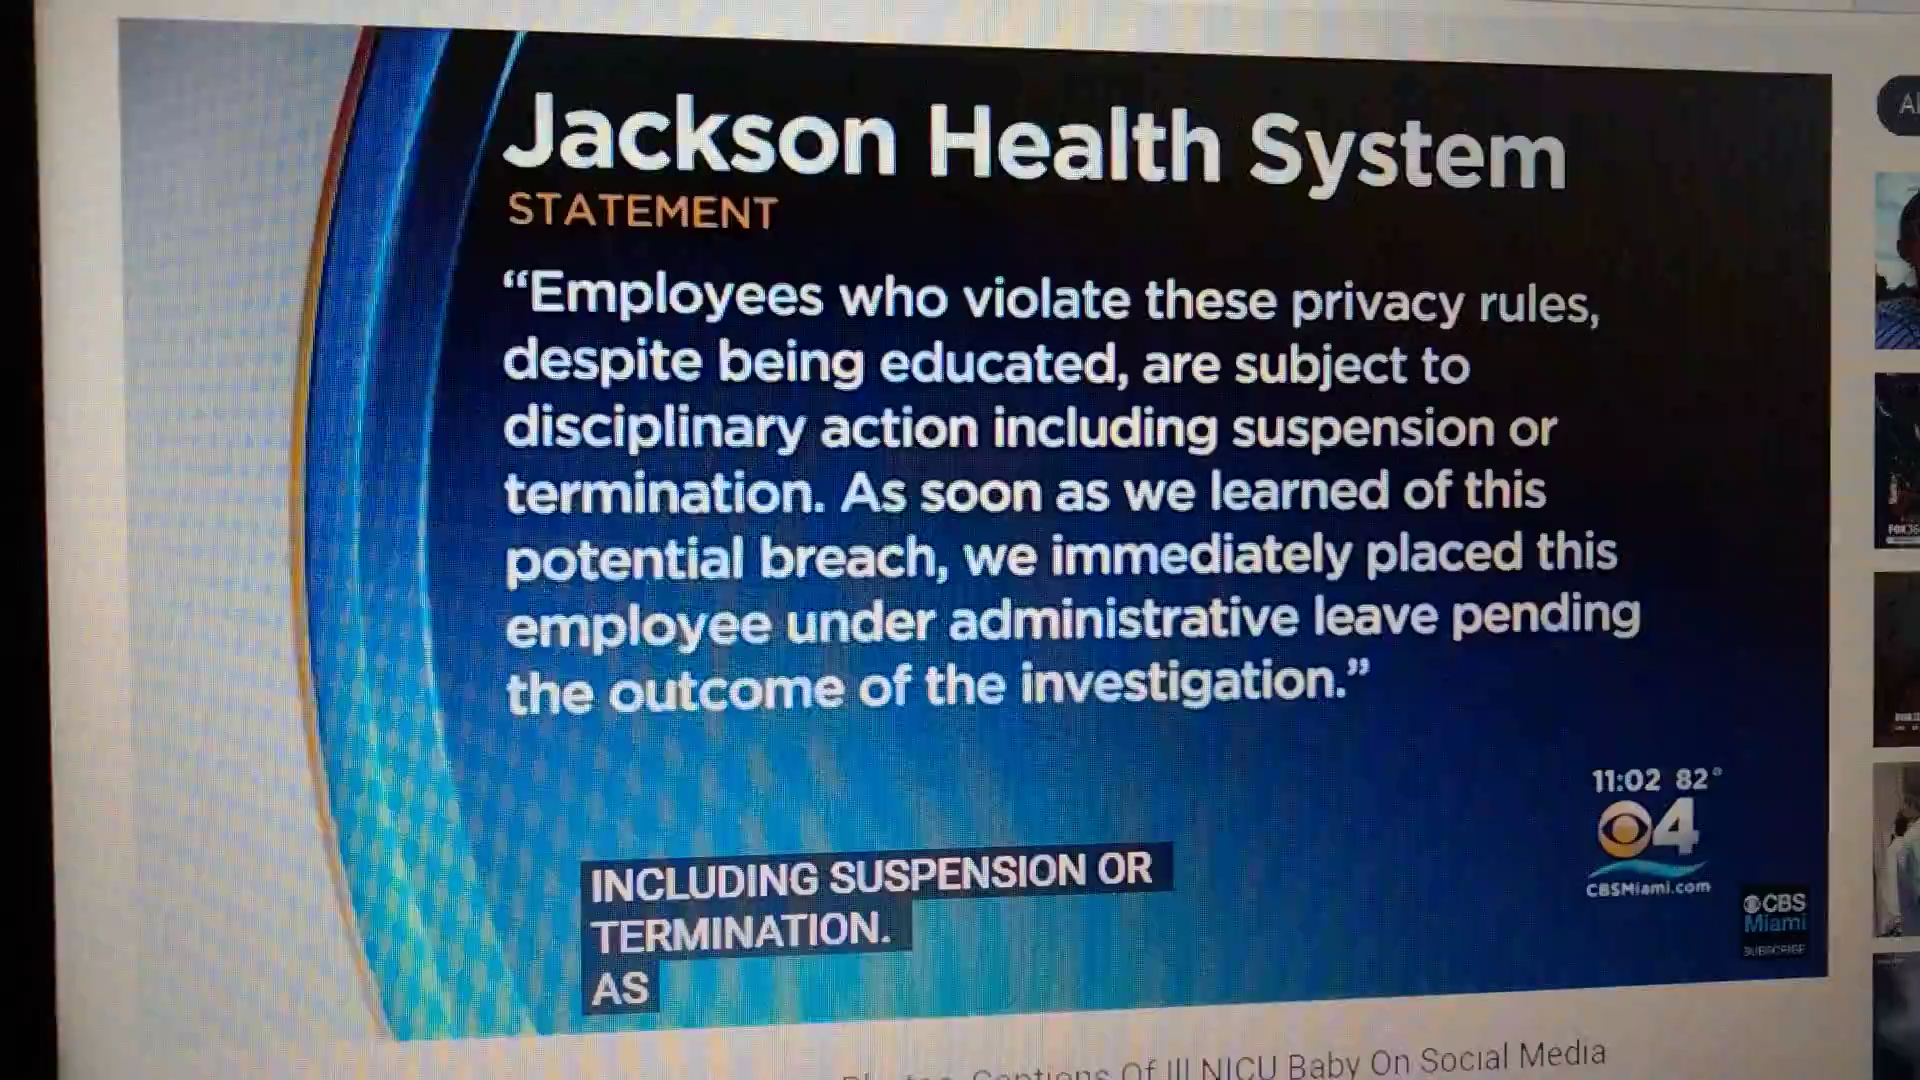 Jackson Health System
STATEMENT
“Employees who violate these privacy rules,
despite being educated, are subject to
disciplinary action including suspension or
termination. As soon as we learned of this
potential breach, we immediately placed this
employee under administrative leave pending
the outcome of the investigation.”
11:02 82°
4
CBSMiami.com
CBS
Miami
SUBSCRIBE
INCLUDING SUSPENSION OR
TERMINATION.
AS
Captions Of Ill NICU Baby On Social Media